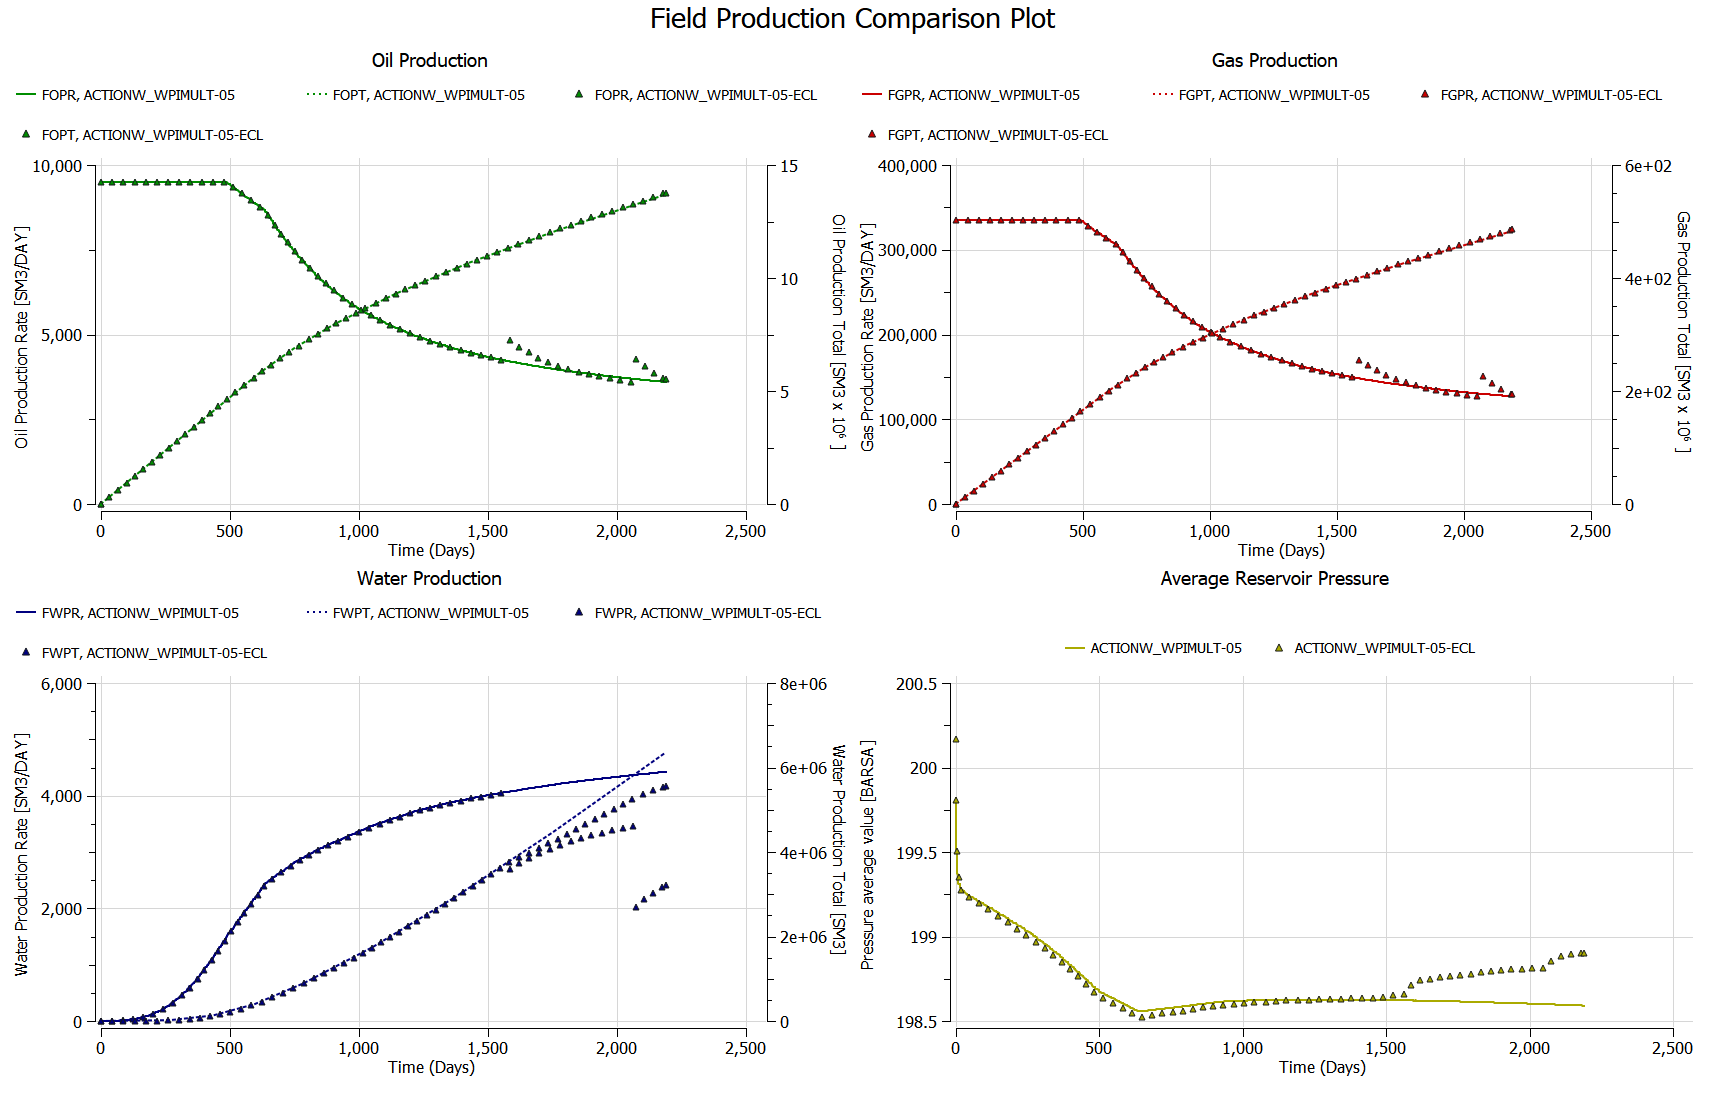 Field Production Comparison Plot
Oil Production
FOPR, ACTIONW_WPIMULT-05
FOPT, ACTIONW_WPIMULT-05
FOPR, ACTIONW_WPIMULT-05-ECL
FOPT, ACTIONW_WPIMULT-05-ECL
10,000
5,000
0
Oil Production Rate [SM3/DAY]
15
10
5
0
Oil Production Total [SM3 x 10⁶ ]
0
500
1,000
1,500
2,000
2,500
Time (Days)
Gas Production
FGPR, ACTIONW_WPIMULT-05
FGPT, ACTIONW_WPIMULT-05
FGPR, ACTIONW_WPIMULT-05-ECL
FGPT, ACTIONW_WPIMULT-05-ECL
400,000
300,000
200,000
100,000
0
Gas Production Rate [SM3/DAY]
6e+02
4e+02
2e+02
0
Gas Production Total [SM3 x 10⁶ ]
0
500
1,000
1,500
2,000
2,500
Time (Days)
Water Production
FWPR, ACTIONW_WPIMULT-05
FWPT, ACTIONW_WPIMULT-05
FWPR, ACTIONW_WPIMULT-05-ECL
FWPT, ACTIONW_WPIMULT-05-ECL
6,000
4,000
2,000
0
Water Production Rate [SM3/DAY]
8e+06
6e+06
4e+06
2e+06
0
Water Production Total [SM3]
0
500
1,000
1,500
2,000
2,500
Time (Days)
Average Reservoir Pressure
ACTIONW_WPIMULT-05
ACTIONW_WPIMULT-05-ECL
200.5
200
199.5
199
198.5
Pressure average value [BARSA]
0
500
1,000
1,500
2,000
2,500
Time (Days)